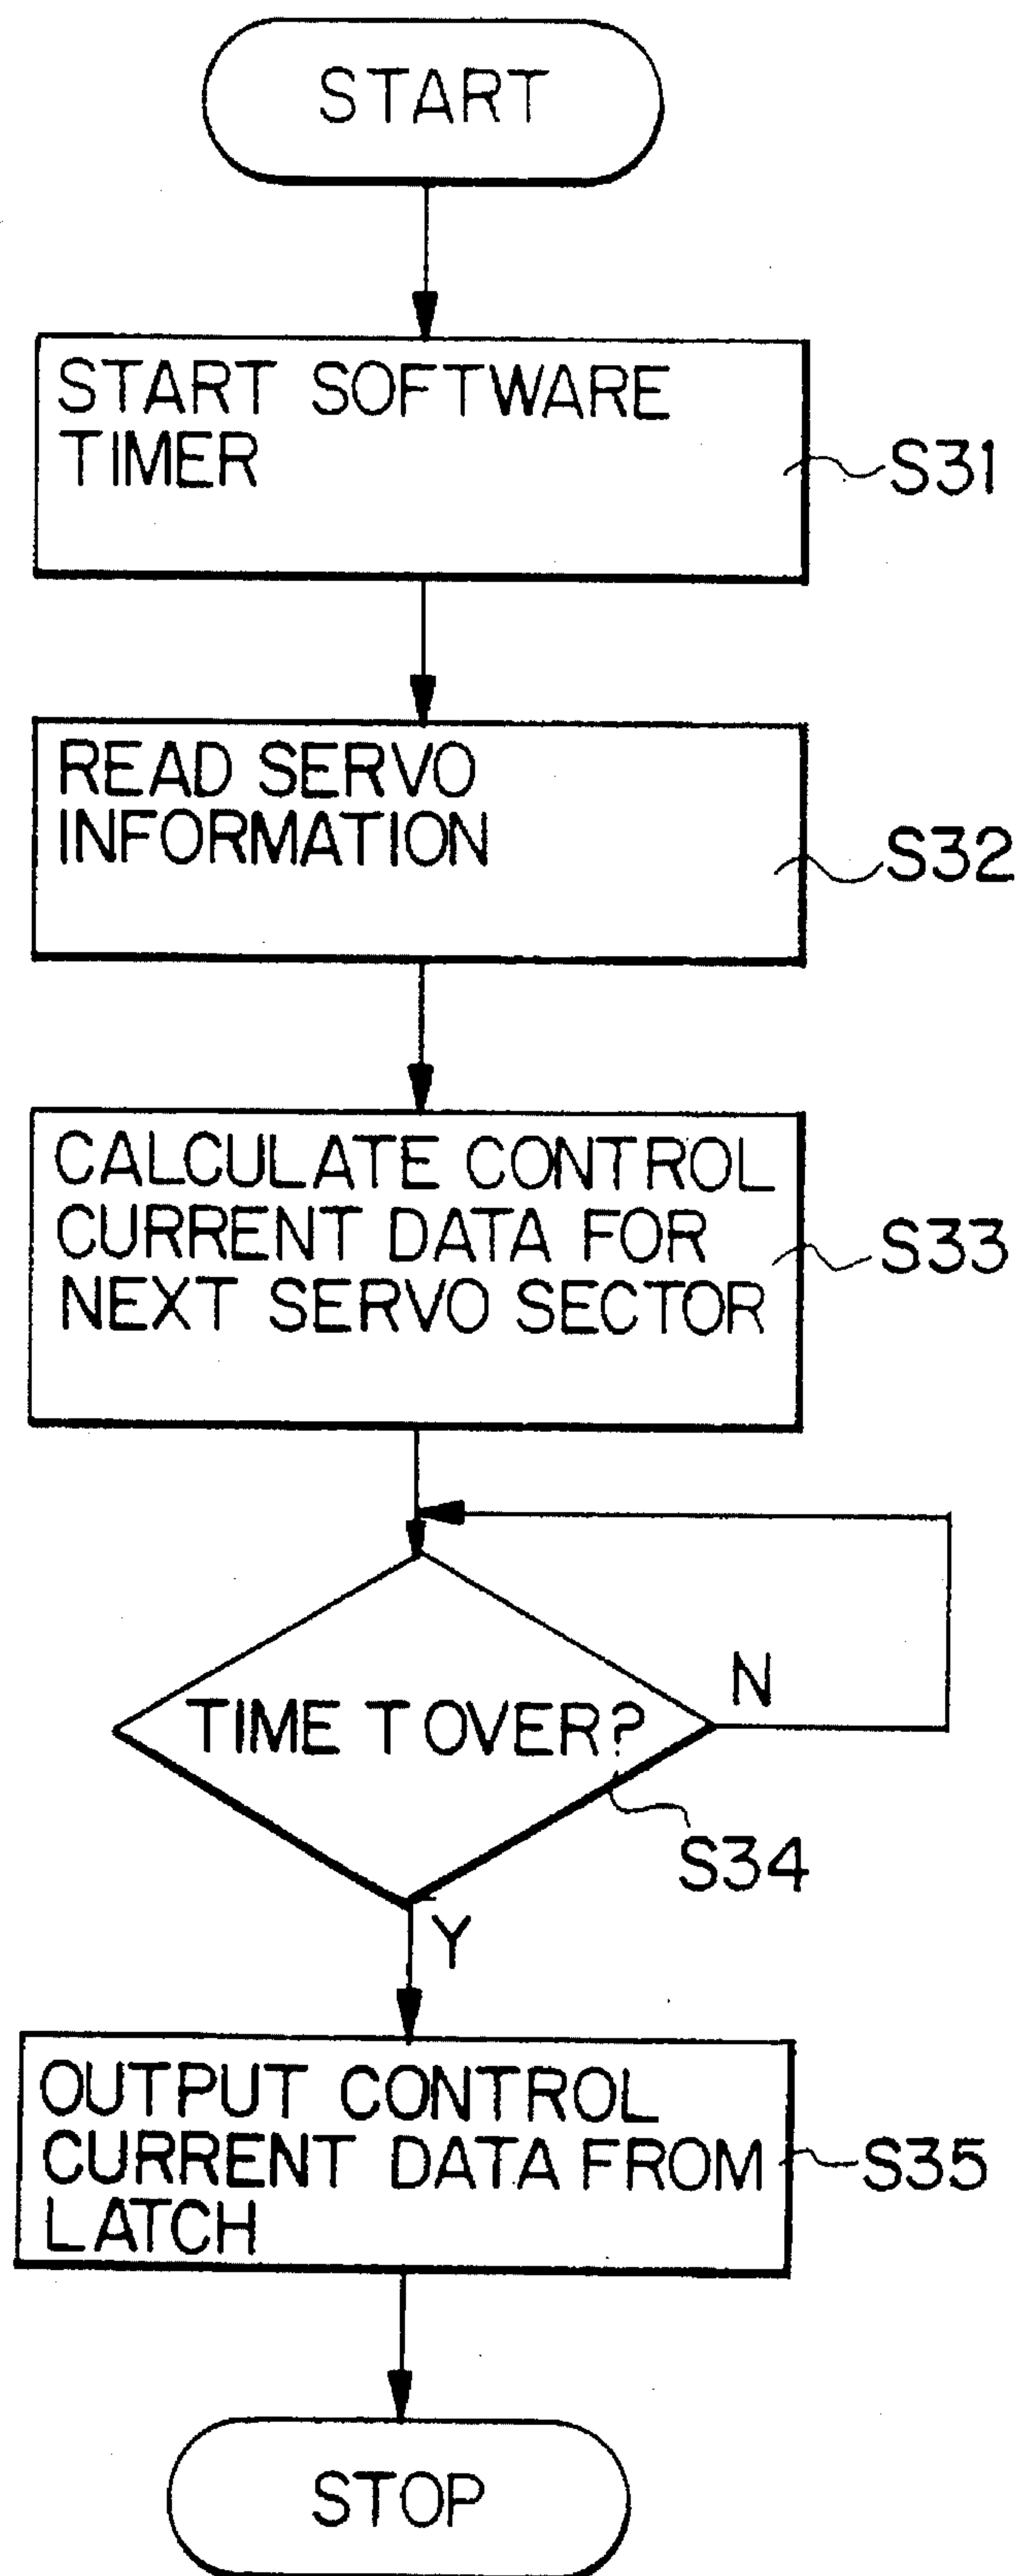 START
START SOFTWARE
TIMER
S31
READ SERVO
INFORMATION
S32
CALCULATE CONTROL
CURRENT DATA FOR
NEXT SERVO SECTOR
S33
N
TIME T OVER?
S34
Y
OUTPUT CONTROL
CURRENT DATA FROM
LATCH
S35
STOP